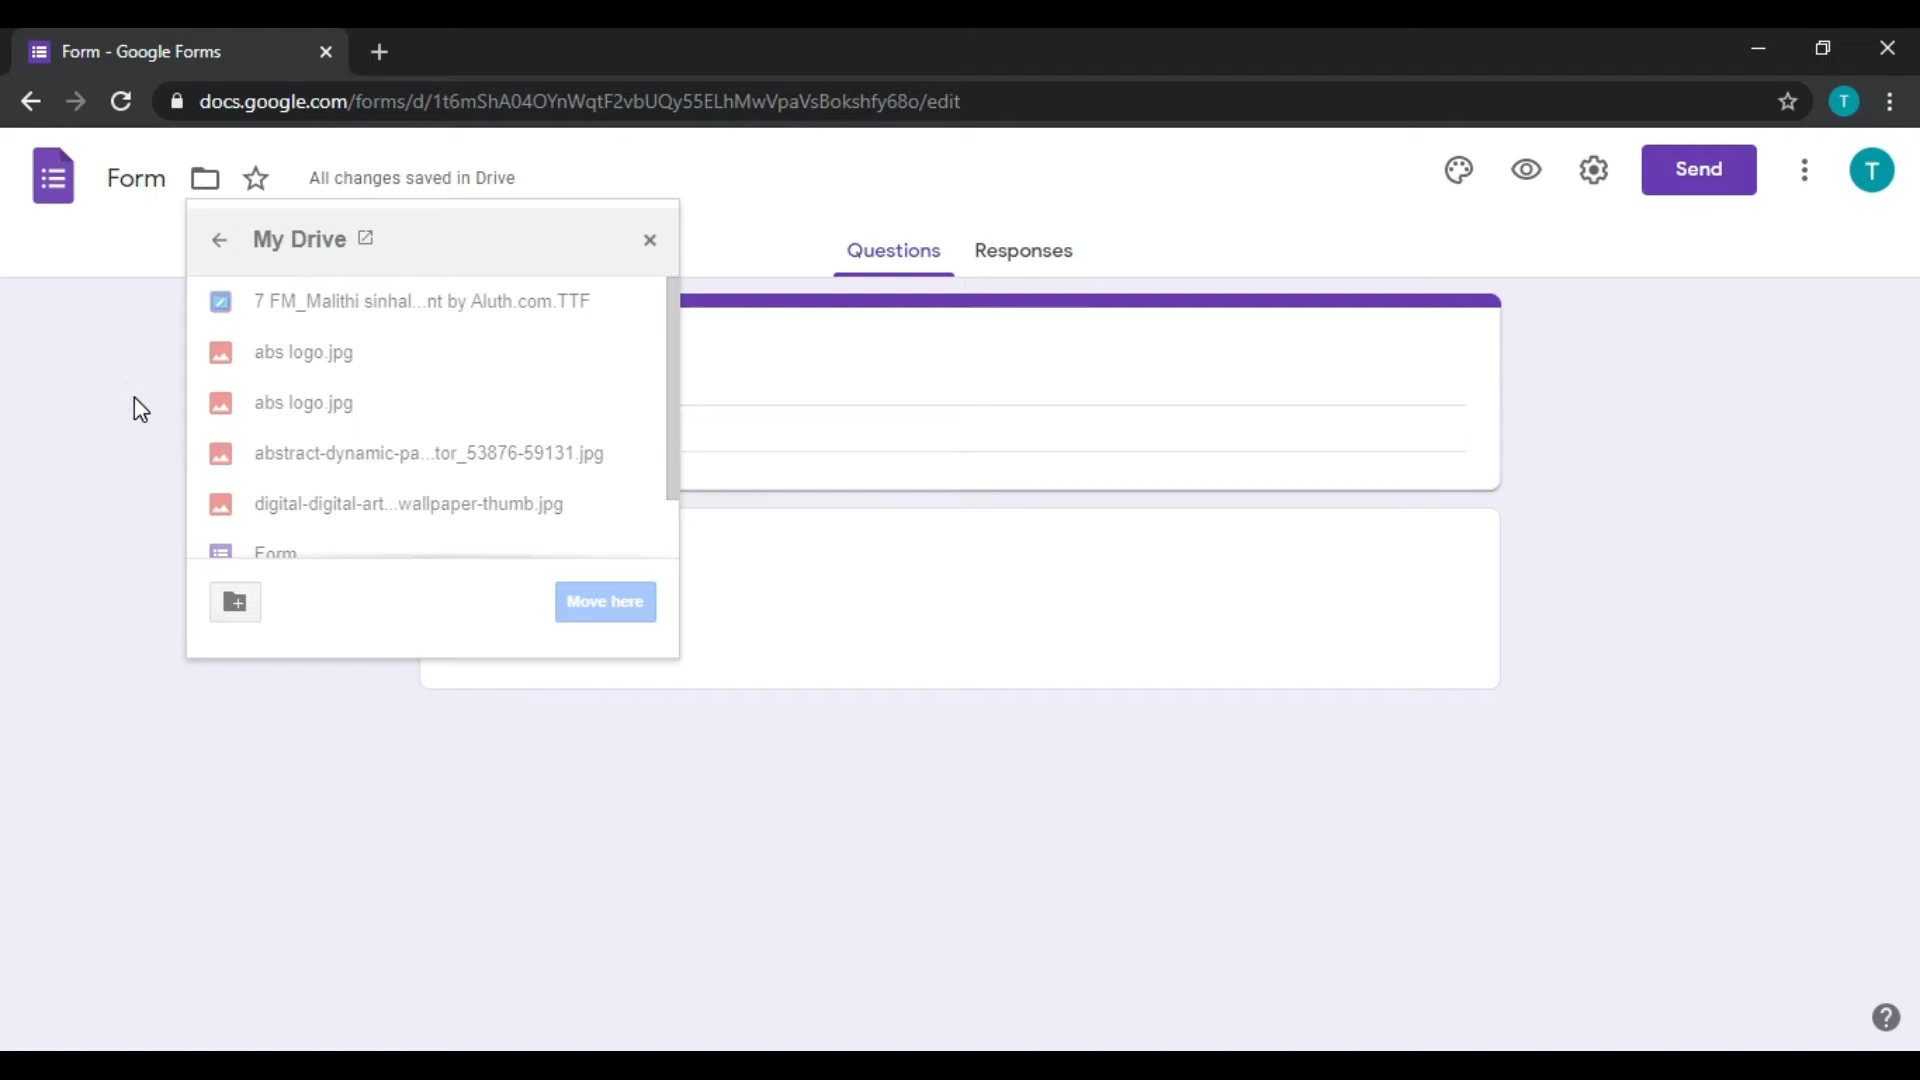 Form - Google Forms
docs.google.com/forms/d/1t6mShA04OYnWqtF2vbUQy55ELhMwVpaVsBokshfy68o/edit
T
Form
All changes saved in Drive
Send
T
My Drive
Questions
Responses
7 FM_Malithi sinhal...nt by Aluth.com.TTF
abs logo.jpg
abs logo.jpg
abstract-dynamic-pa...tor_53876-59131.jpg
digital-digital-art...wallpaper-thumb.jpg
Form
Move here